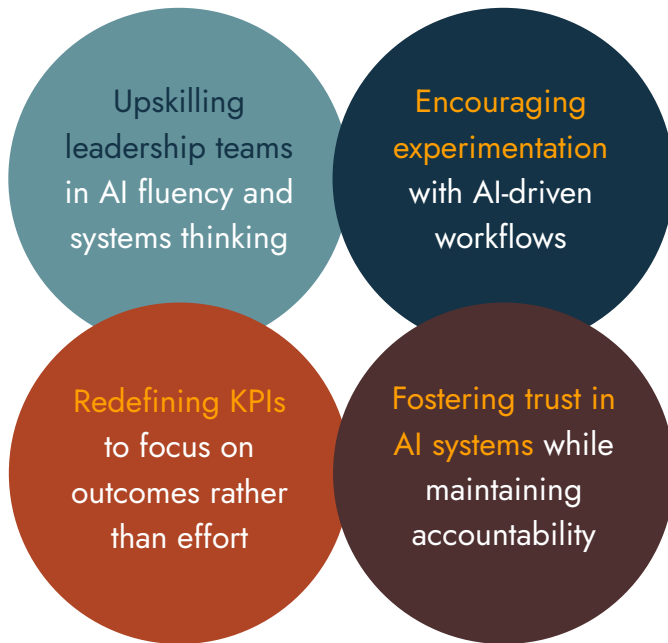 Upskilling
leadership teams
in AI fluency and
systems thinking
Encouraging
experimentation
with AI-driven
workflows
Redefining KPIs
to focus on
outcomes rather
than effort
Fostering trust in
AI systems while
maintaining
accountability